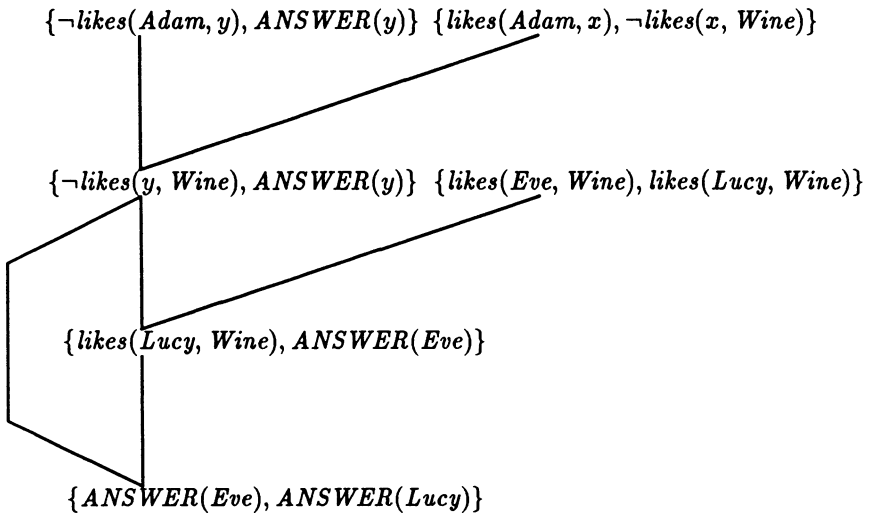 {¬likes(Adam, y), ANSWER(y)} {likes(Adam, x), ¬likes(x, Wine)}
{¬likes(y, Wine), ANSWER(y)} {likes(Eve, Wine), likes(Lucy, Wine)}
{likes(Lucy, Wine), ANSWER(Eve)}
{ANSWER(Eve), ANSWER(Lucy)}